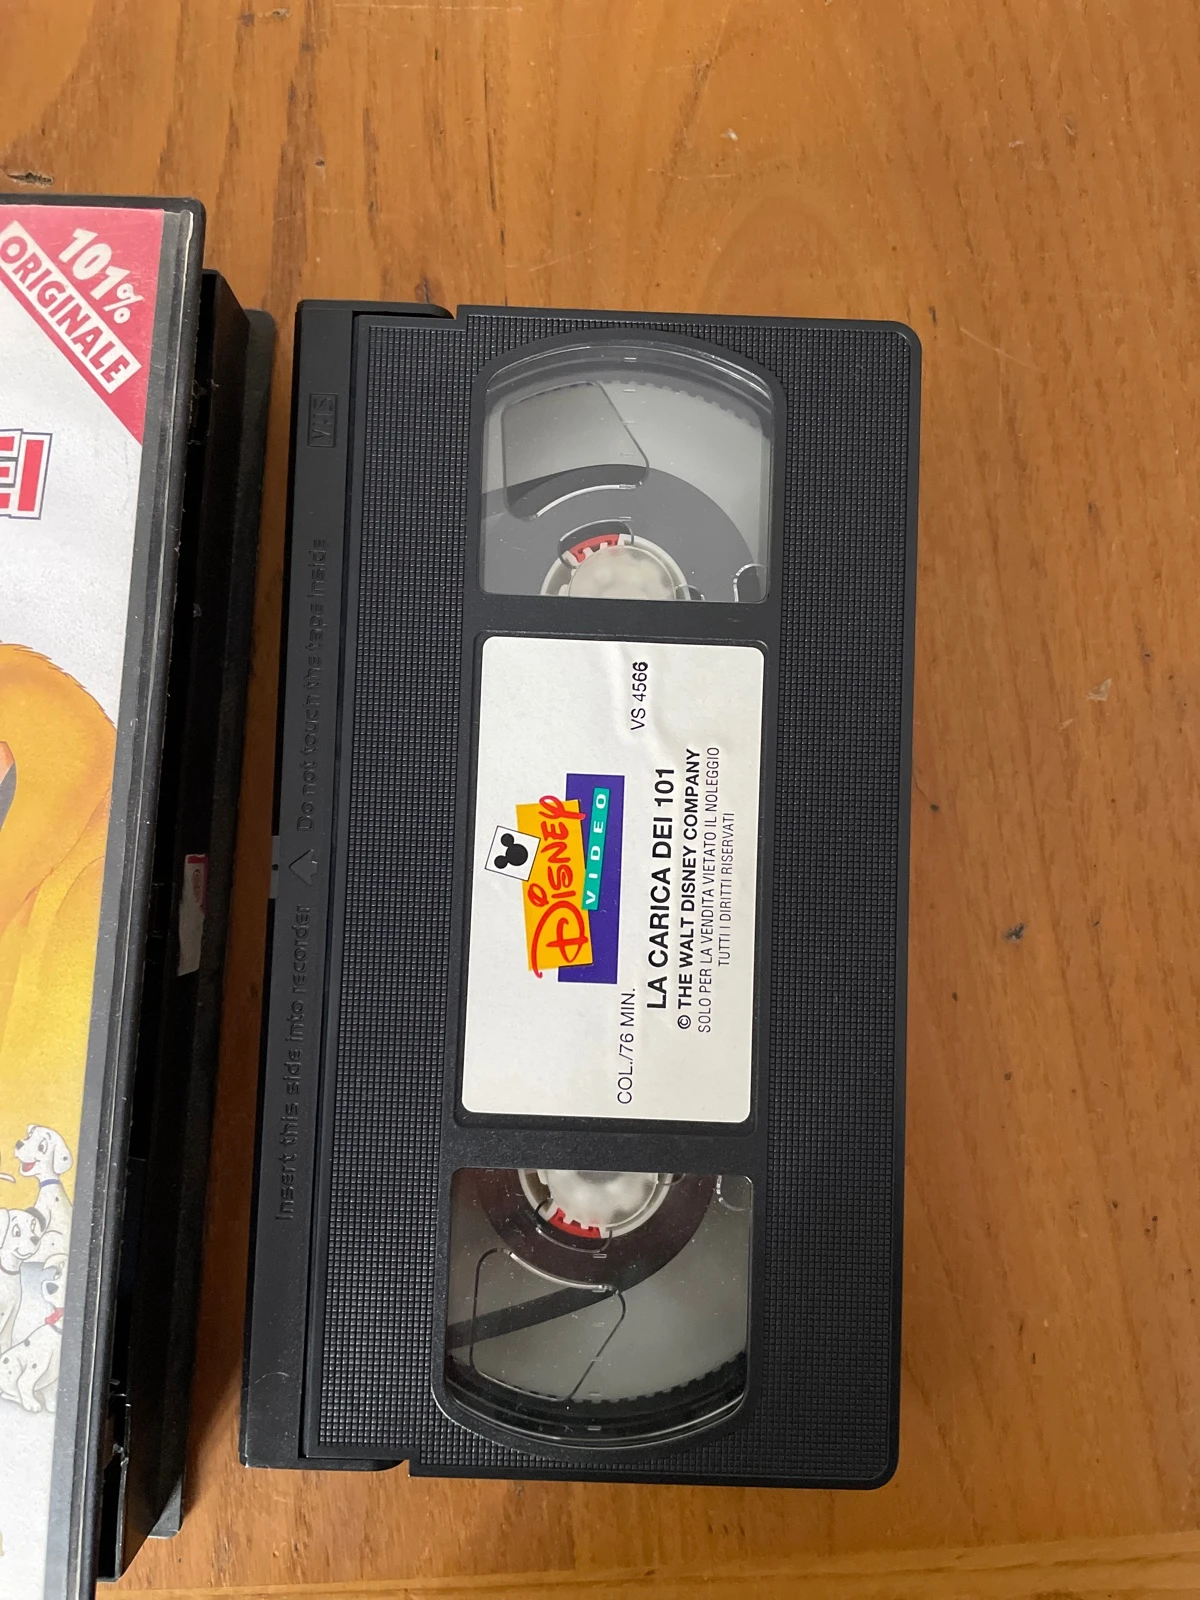 101%
ORIGINALE
EI
VHS
Insert this side into recorder
Do not touch the tape inside
DISNEY
VIDEO
VS 4566
COL./76 MIN.
LA CARICA DEI 101
© THE WALT DISNEY COMPANY
SOLO PER LA VENDITA VIETATO IL NOLEGGIO
TUTTI I DIRITTI RISERVATI